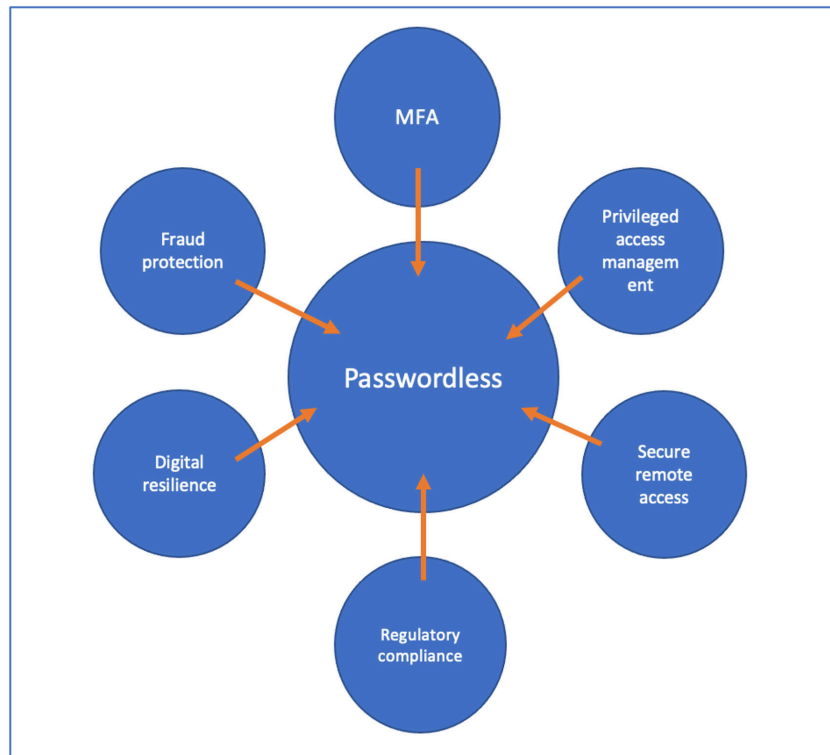 MFA
Privileged
access
managem
ent
Fraud
protection
Passwordless
Digital
resilience
Secure
remote
access
Regulatory
compliance